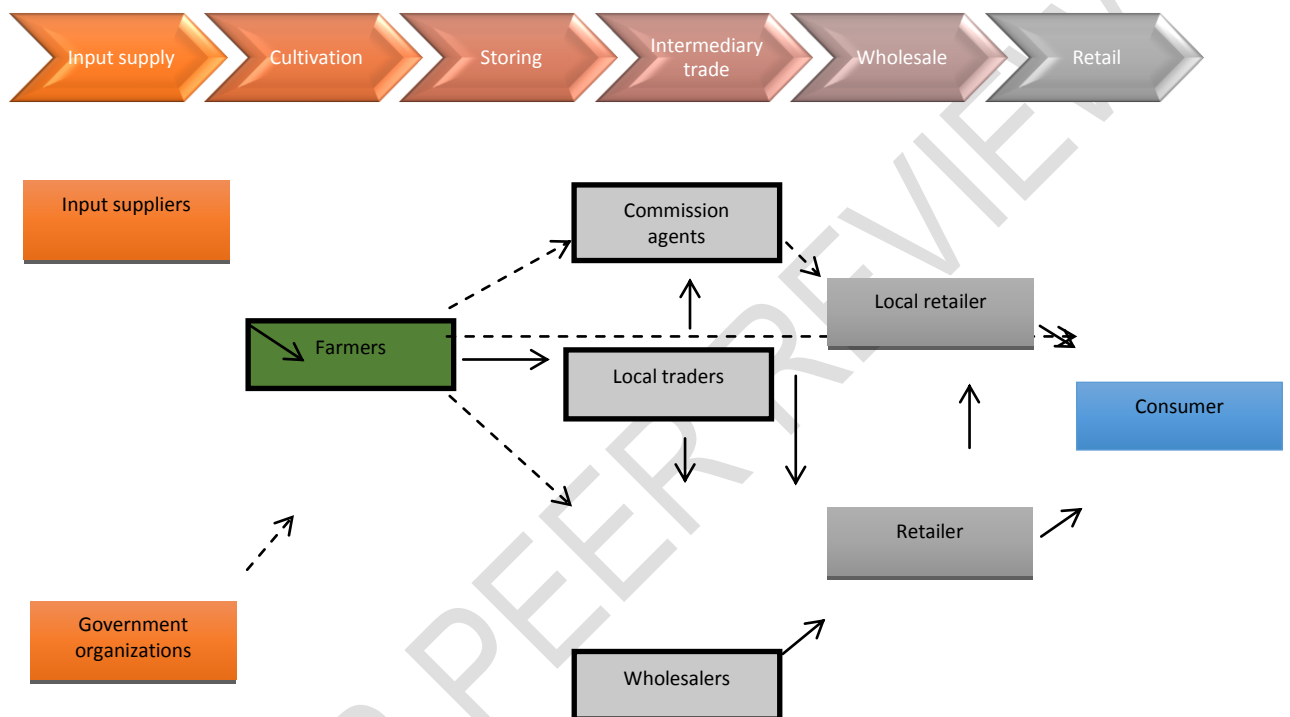 Input supply
Cultivation
Storing
Intermediary
trade
Wholesale
Retail
Input suppliers
Commission
agents
Local retailer
Farmers
Local traders
Consumer
Retailer
Government
organizations
Wholesalers
PEER REVIEW